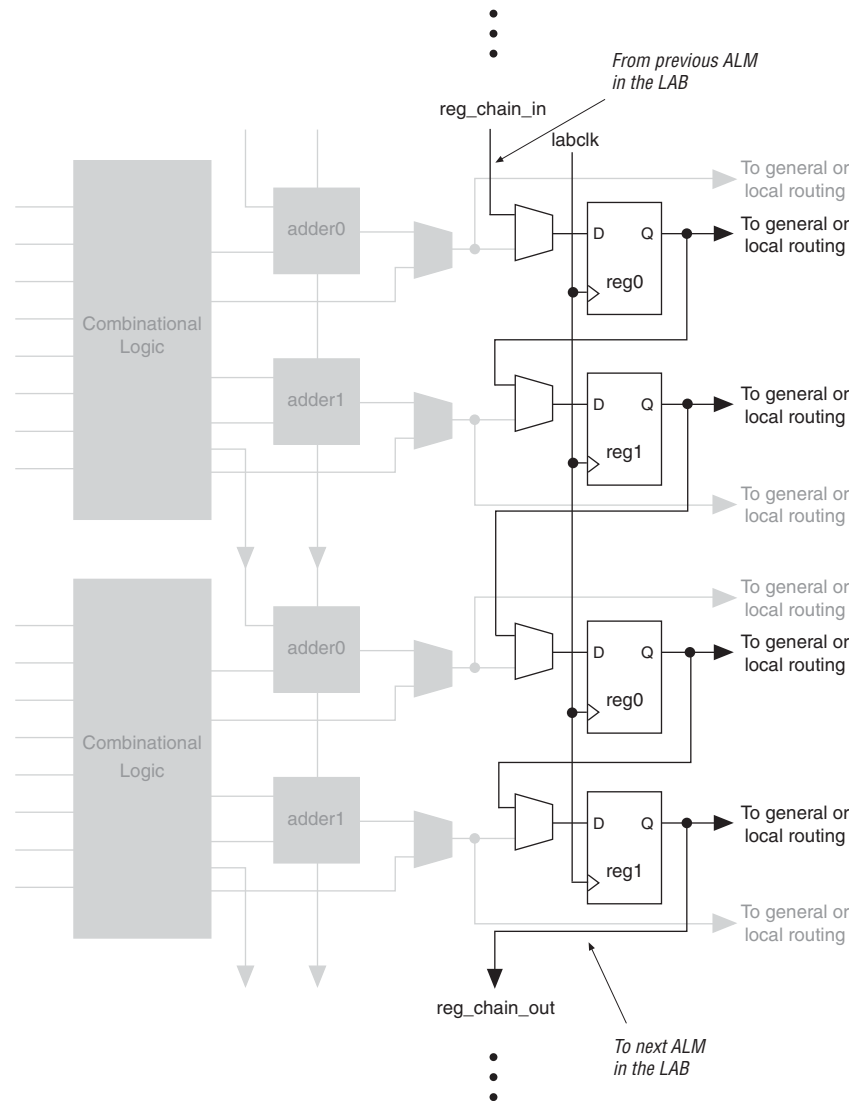 From previous ALM
in the LAB
reg_chain_in
labclk
To general or
local routing
To general or
local routing
adder0
D
Q
reg0
Combinational
Logic
adder1
D
Q
reg1
To general or
local routing
To general or
local routing
To general or
local routing
adder0
D
Q
reg0
To general or
local routing
Combinational
Logic
adder1
D
Q
reg1
To general or
local routing
To general or
local routing
reg_chain_out
To next ALM
in the LAB